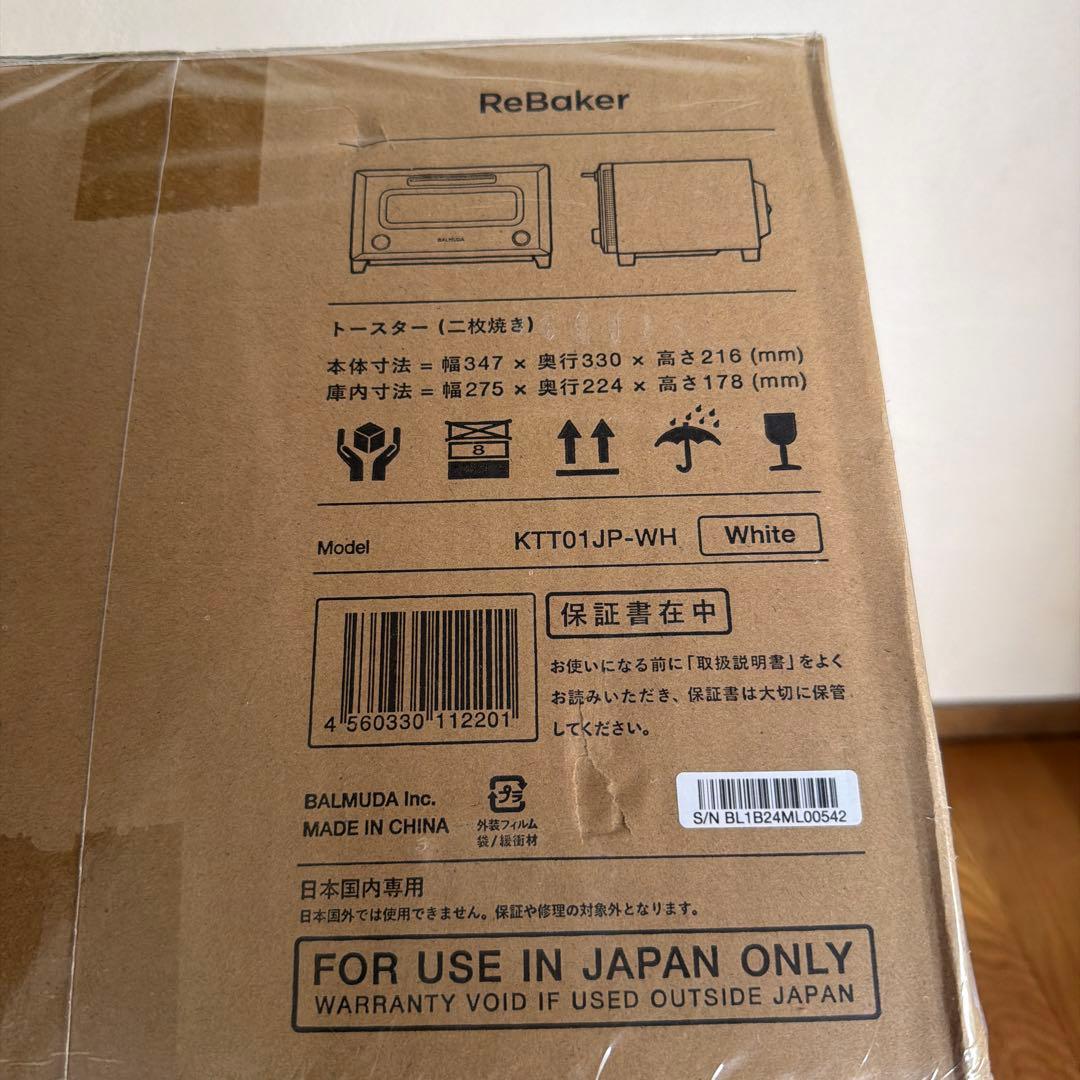 ReBaker
BALMUDA
トースター (二枚焼き)
本体寸法 = 幅347 × 奥行330 × 高さ216 (mm)
庫内寸法 = 幅275 × 奥行224 × 高さ178 (mm)
8
Model KTT01JP-WH White
保証書在中
お使いになる前に「取扱説明書」をよく
お読みいただき、保証書は大切に保管
してください。
4 560330 112201
BALMUDA Inc.
MADE IN CHINA
プラ
外装フィルム
袋/緩衝材
S/N BL1B24ML00542
日本国内専用
日本国外では使用できません。保証や修理の対象外となります。
FOR USE IN JAPAN ONLY
WARRANTY VOID IF USED OUTSIDE JAPAN